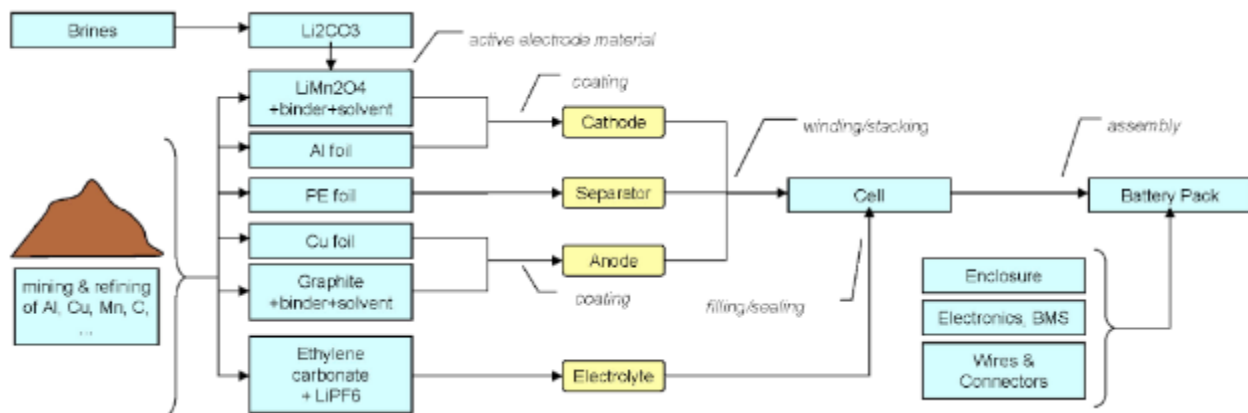 Brines
Li2CO3
active electrode material
LiMn2O4
+binder+solvent
coating
Cathode
winding/stacking
assembly
Al foil
PE foil
Separator
Cell
Battery Pack
Cu foil
Anode
Graphite
+binder+solvent
coating
filling/sealing
mining & refining
of Al, Cu, Mn, C,
...
Enclosure
Electronics, BMS
Wires &
Connectors
Ethylene
carbonate
+ LiPF6
Electrolyte